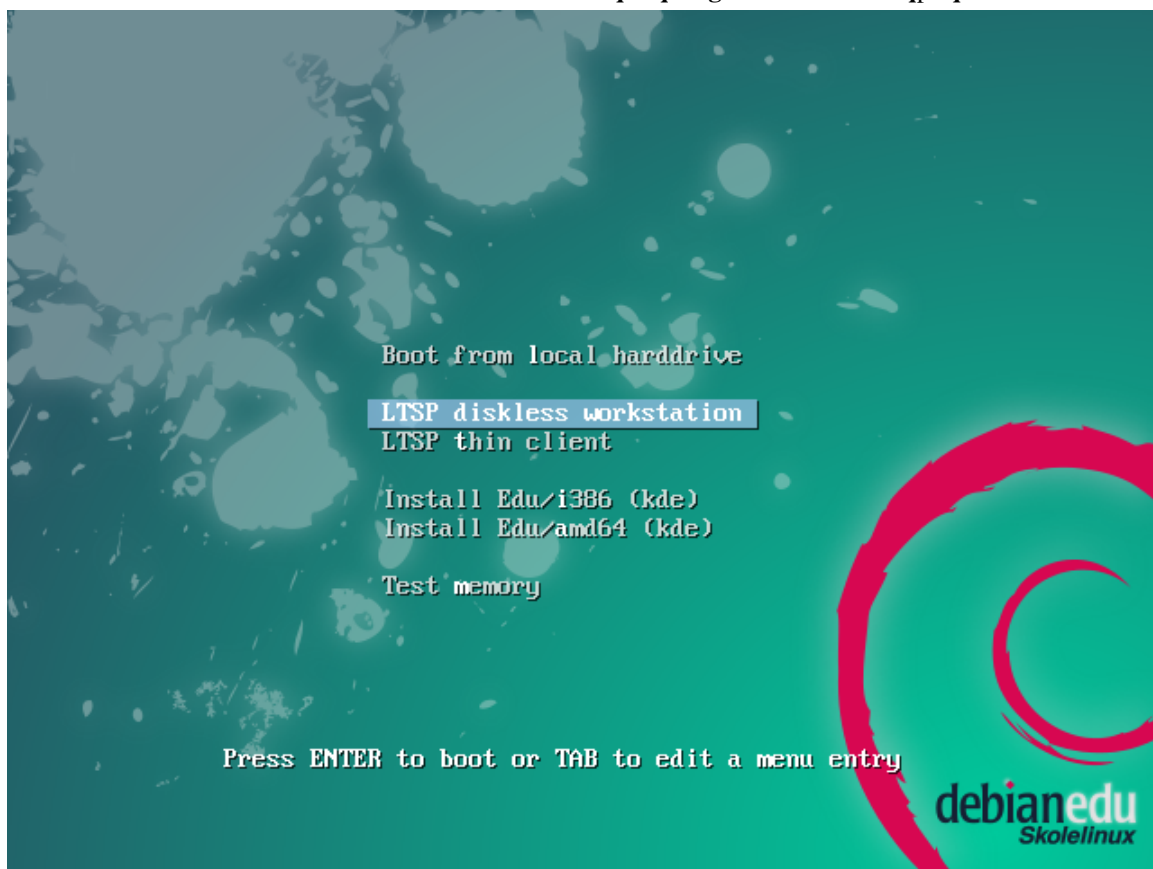 Boot from local harddrive
LTSP diskless workstation
LTSP thin client
Install Edu/i386 (kde)
Install Edu/amd64 (kde)
Test memory
Press ENTER to boot or TAB to edit a menu entry
debianedu
Skolelinux